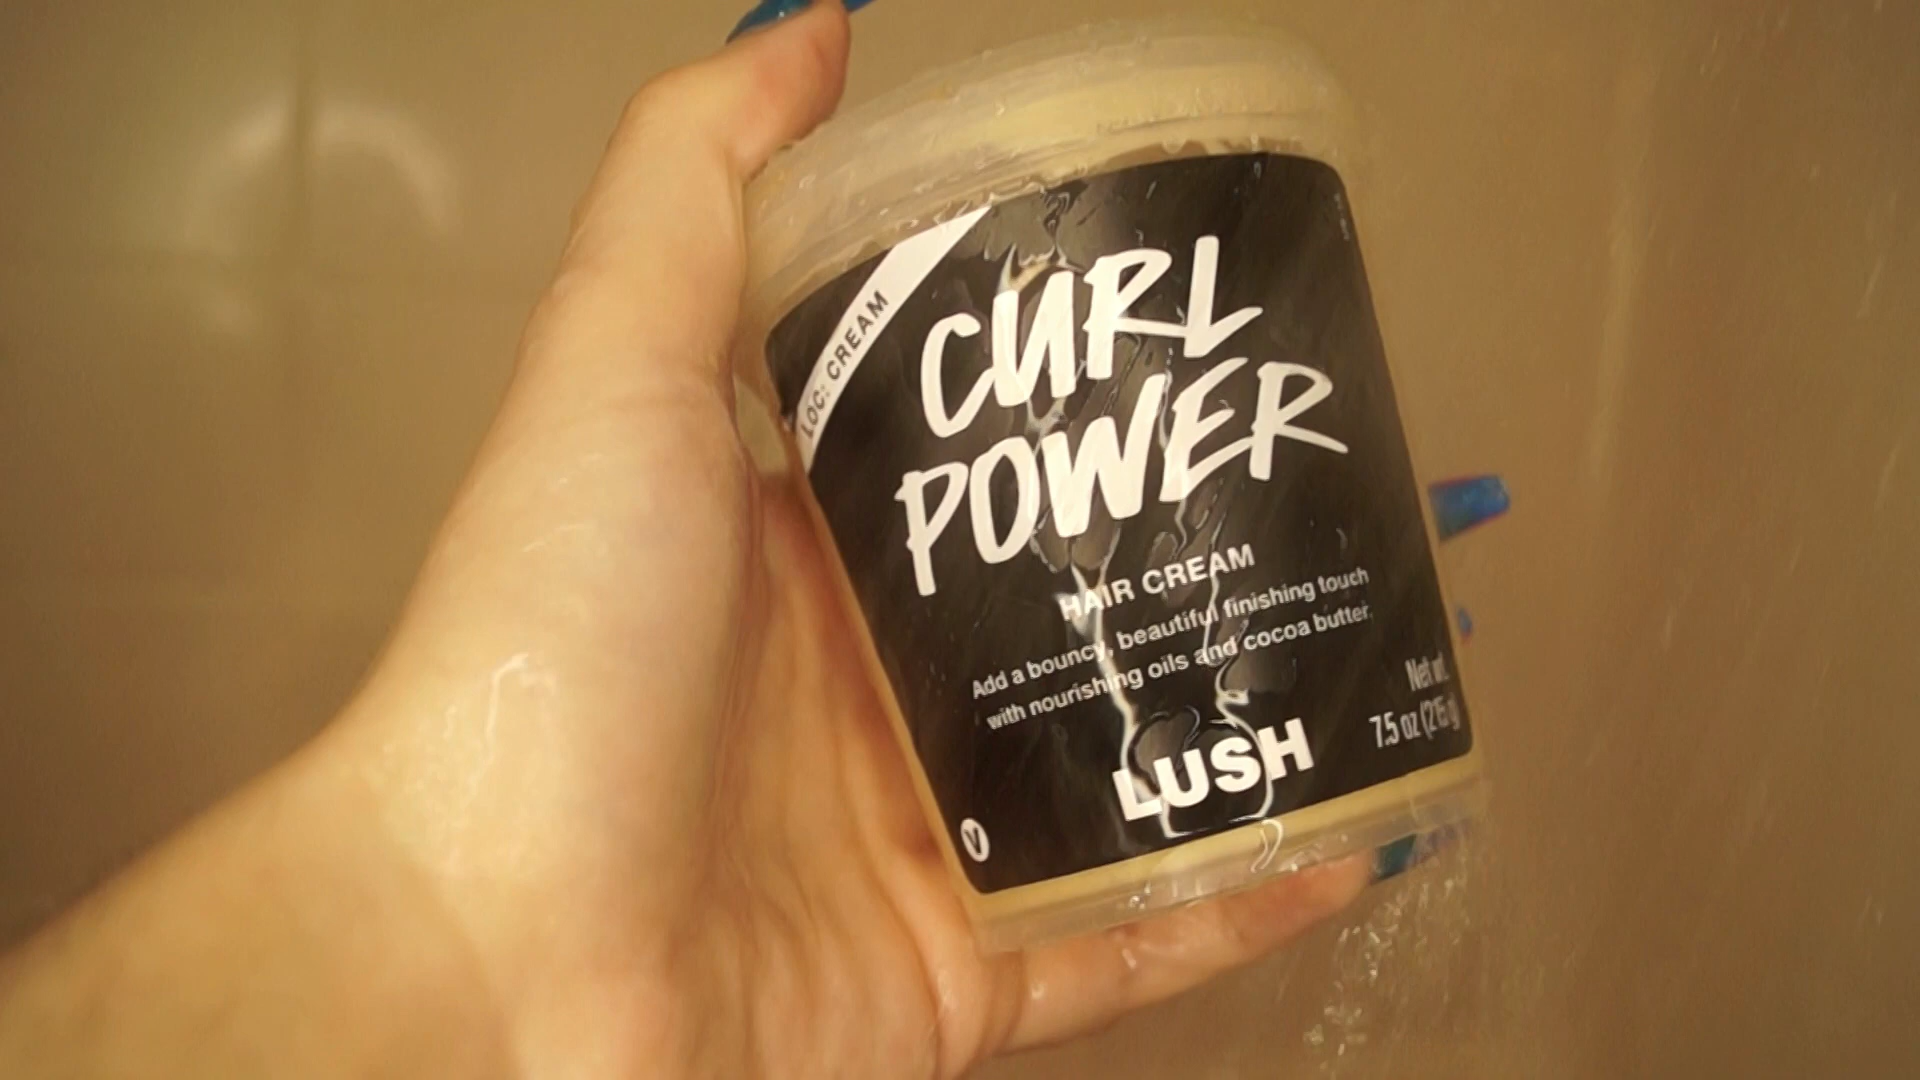 LOC: CREAM
CURL
POWER
HAIR CREAM
Add a bouncy, beautiful finishing touch
with nourishing oils and cocoa butter.
Net wt.
7.5 oz (215 g)
LUSH
V